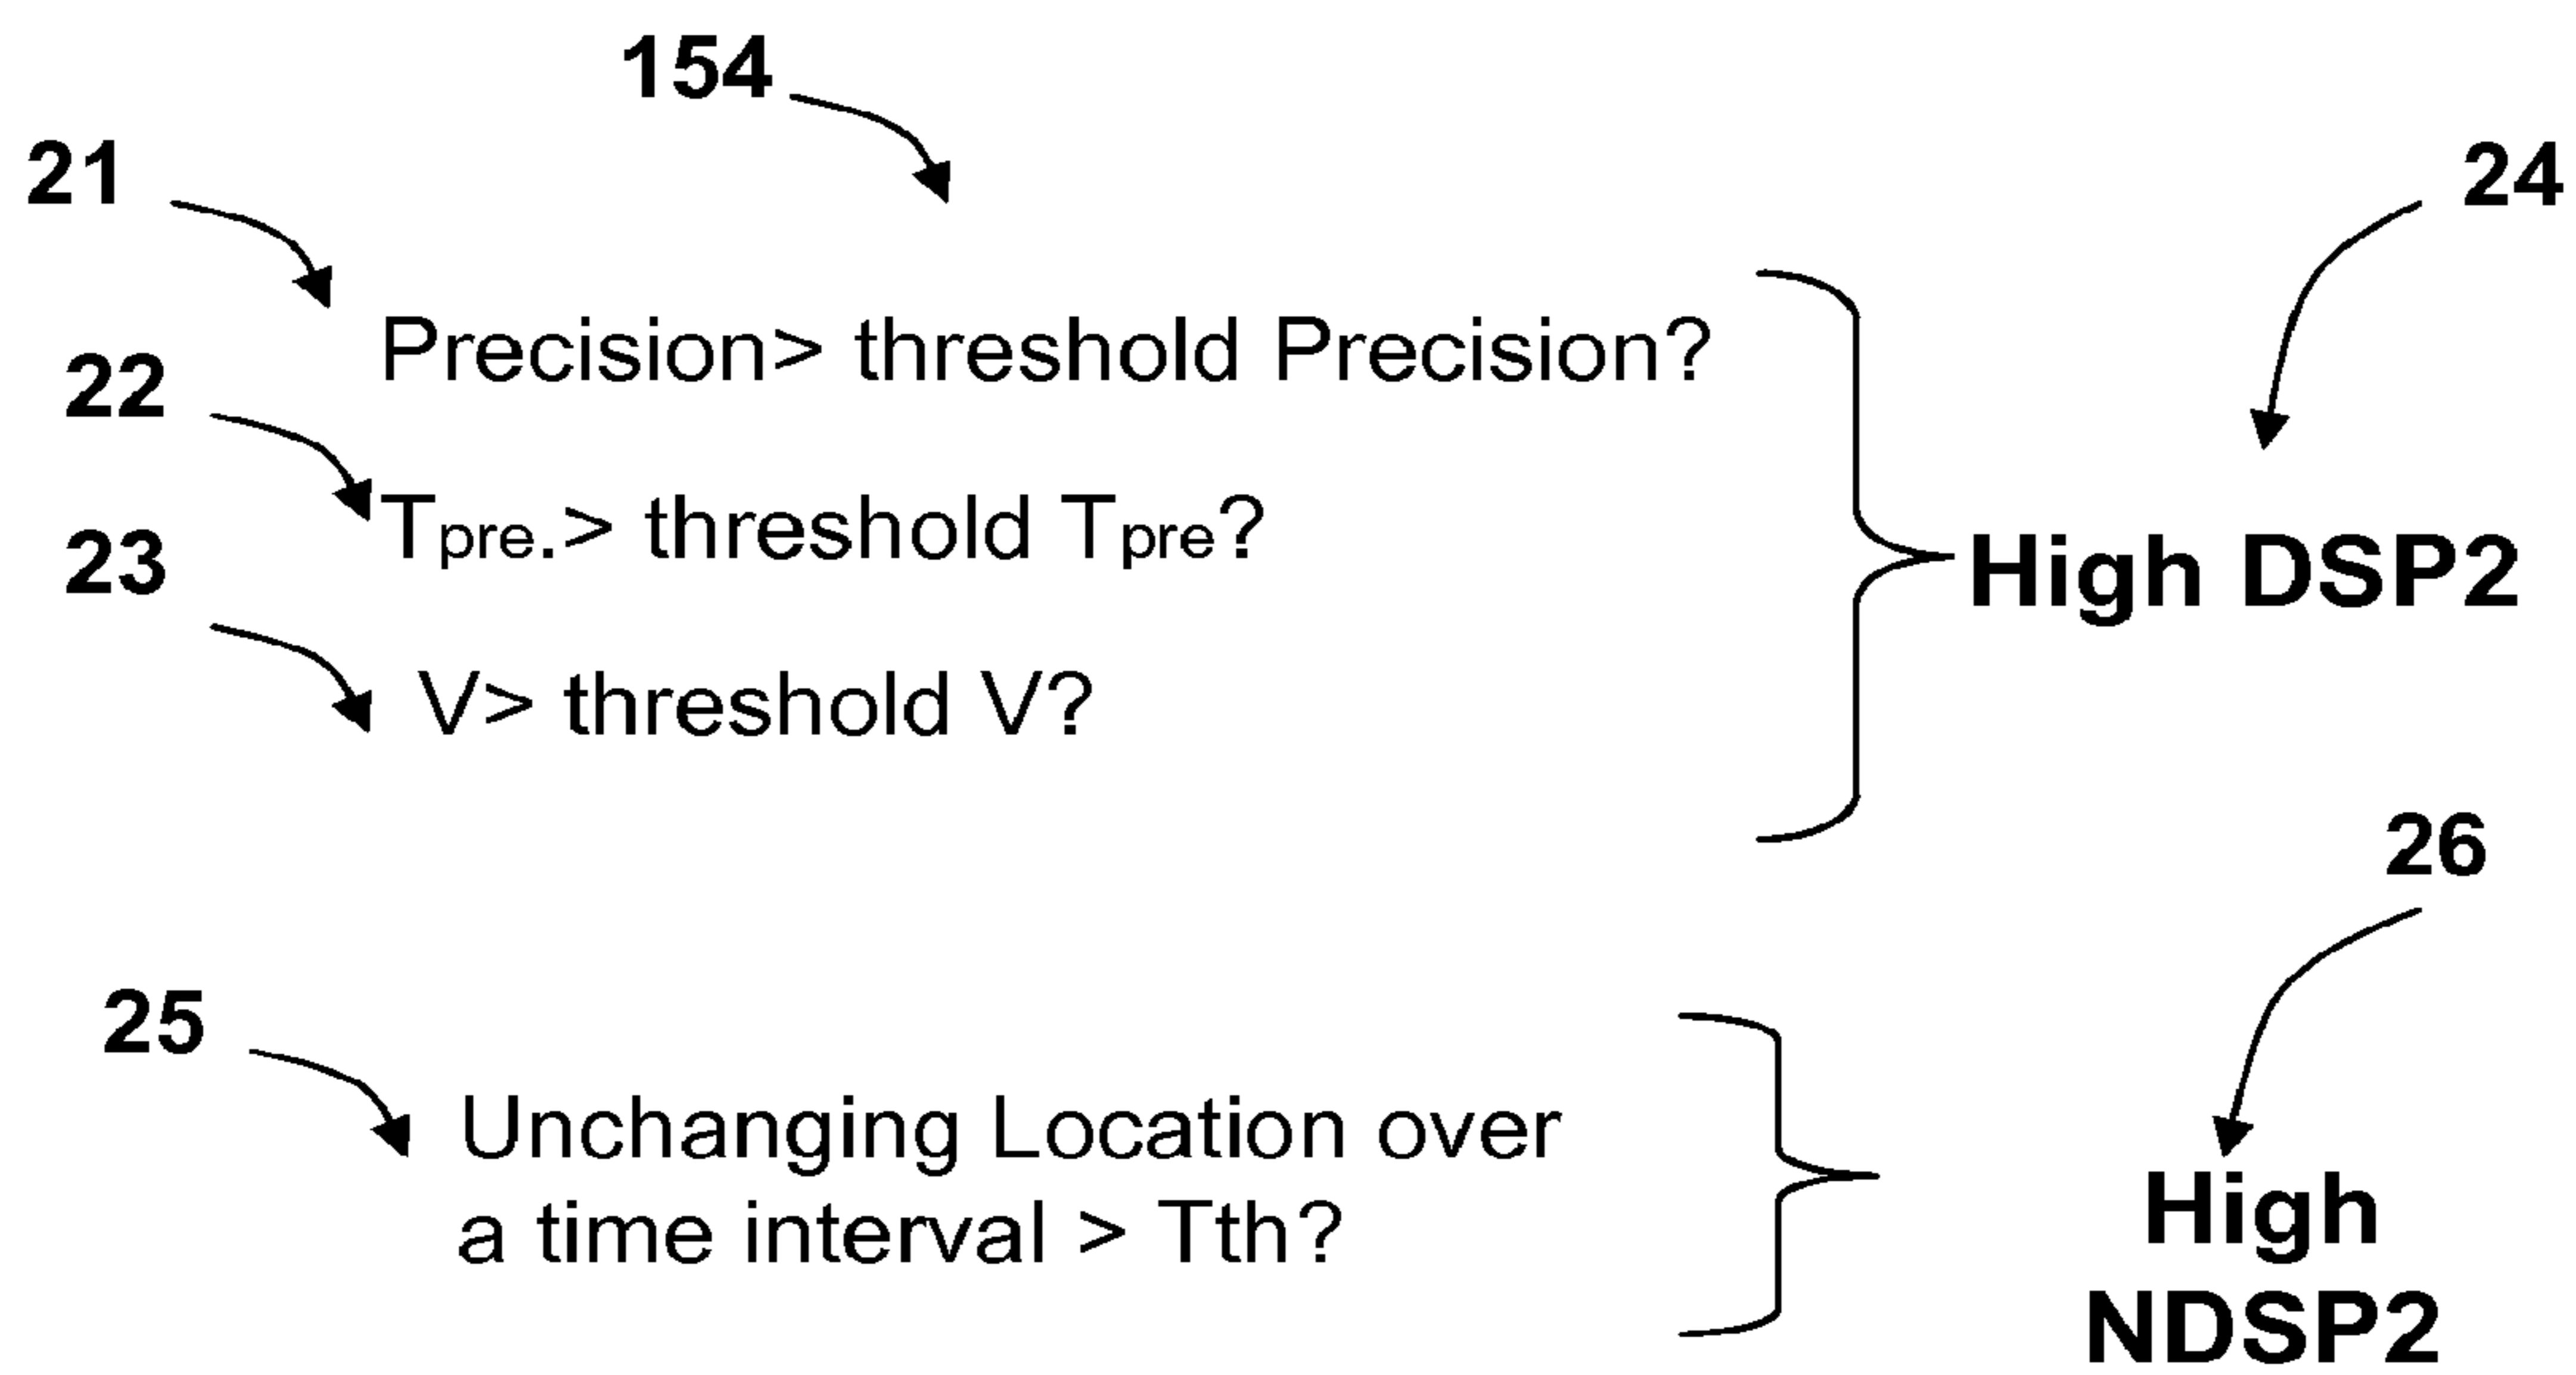 154
21
24
Precision> threshold Precision?
22
Tpre.> threshold Tpre?
23
High DSP2
V> threshold V?
26
25
Unchanging Location over
a time interval > Tth?
High
NDSP2